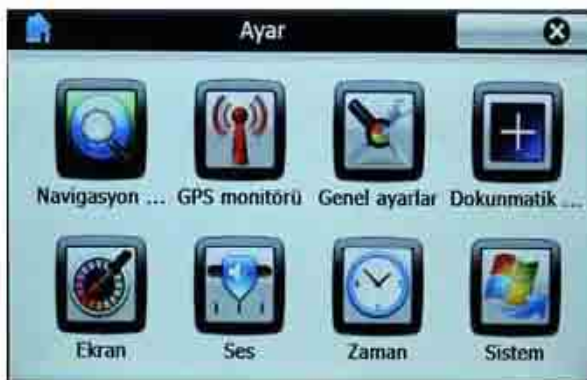 Ayar
Navigasyon ... GPS monitörü Genel ayarlar Dokunmatik ...
Ekran Ses Zaman Sistem